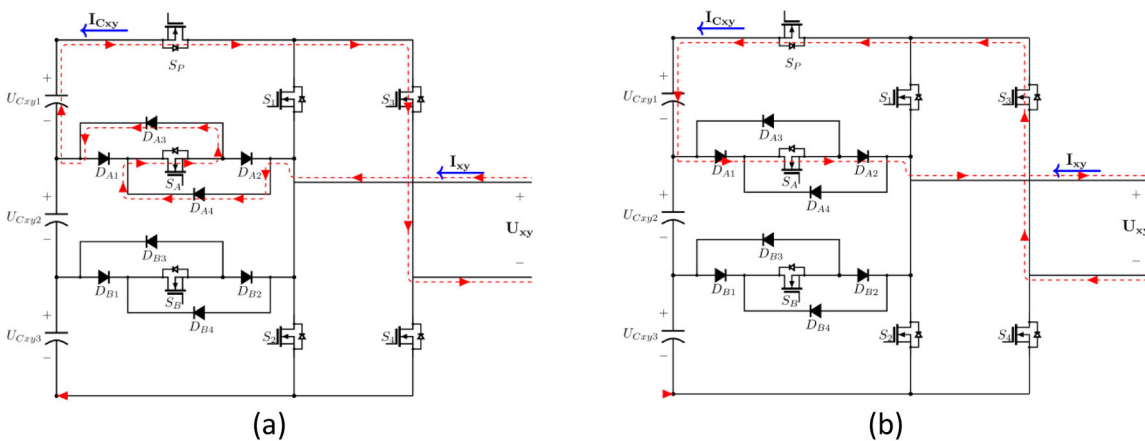 I_Cxy
S_P
+
U_Cxy1
−
S_1
S_3
D_A3
D_A1
S_A
D_A2
D_A4
I_xy
+
U_Cxy2
−
+
U_xy
−
D_B3
D_B1
S_B
D_B2
D_B4
+
U_Cxy3
−
S_2
S_4
(a)
I_Cxy
S_P
+
U_Cxy1
−
S_1
S_3
D_A3
D_A1
S_A
D_A2
D_A4
I_xy
+
U_Cxy2
−
+
U_xy
−
D_B3
D_B1
S_B
D_B2
D_B4
+
U_Cxy3
−
S_2
S_4
(b)